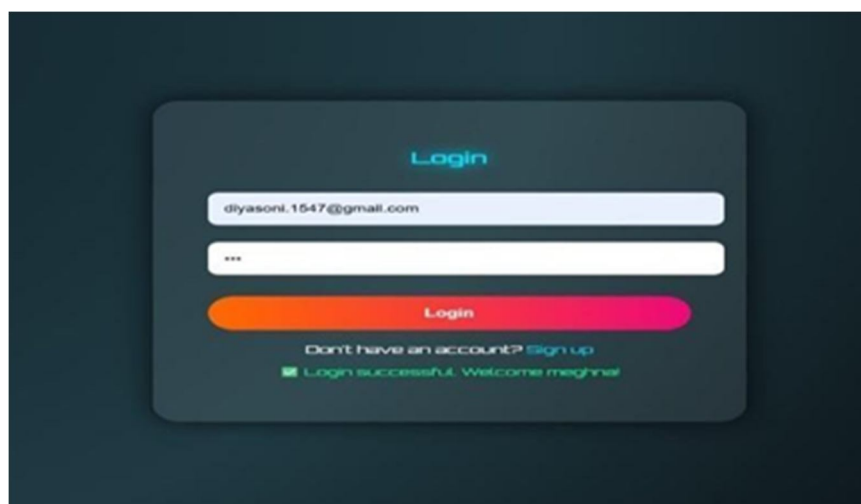 Login
diyasoni.1547@gmail.com
•••
Login
Don't have an account? Sign up
✅ Login successful. Welcome meghna!